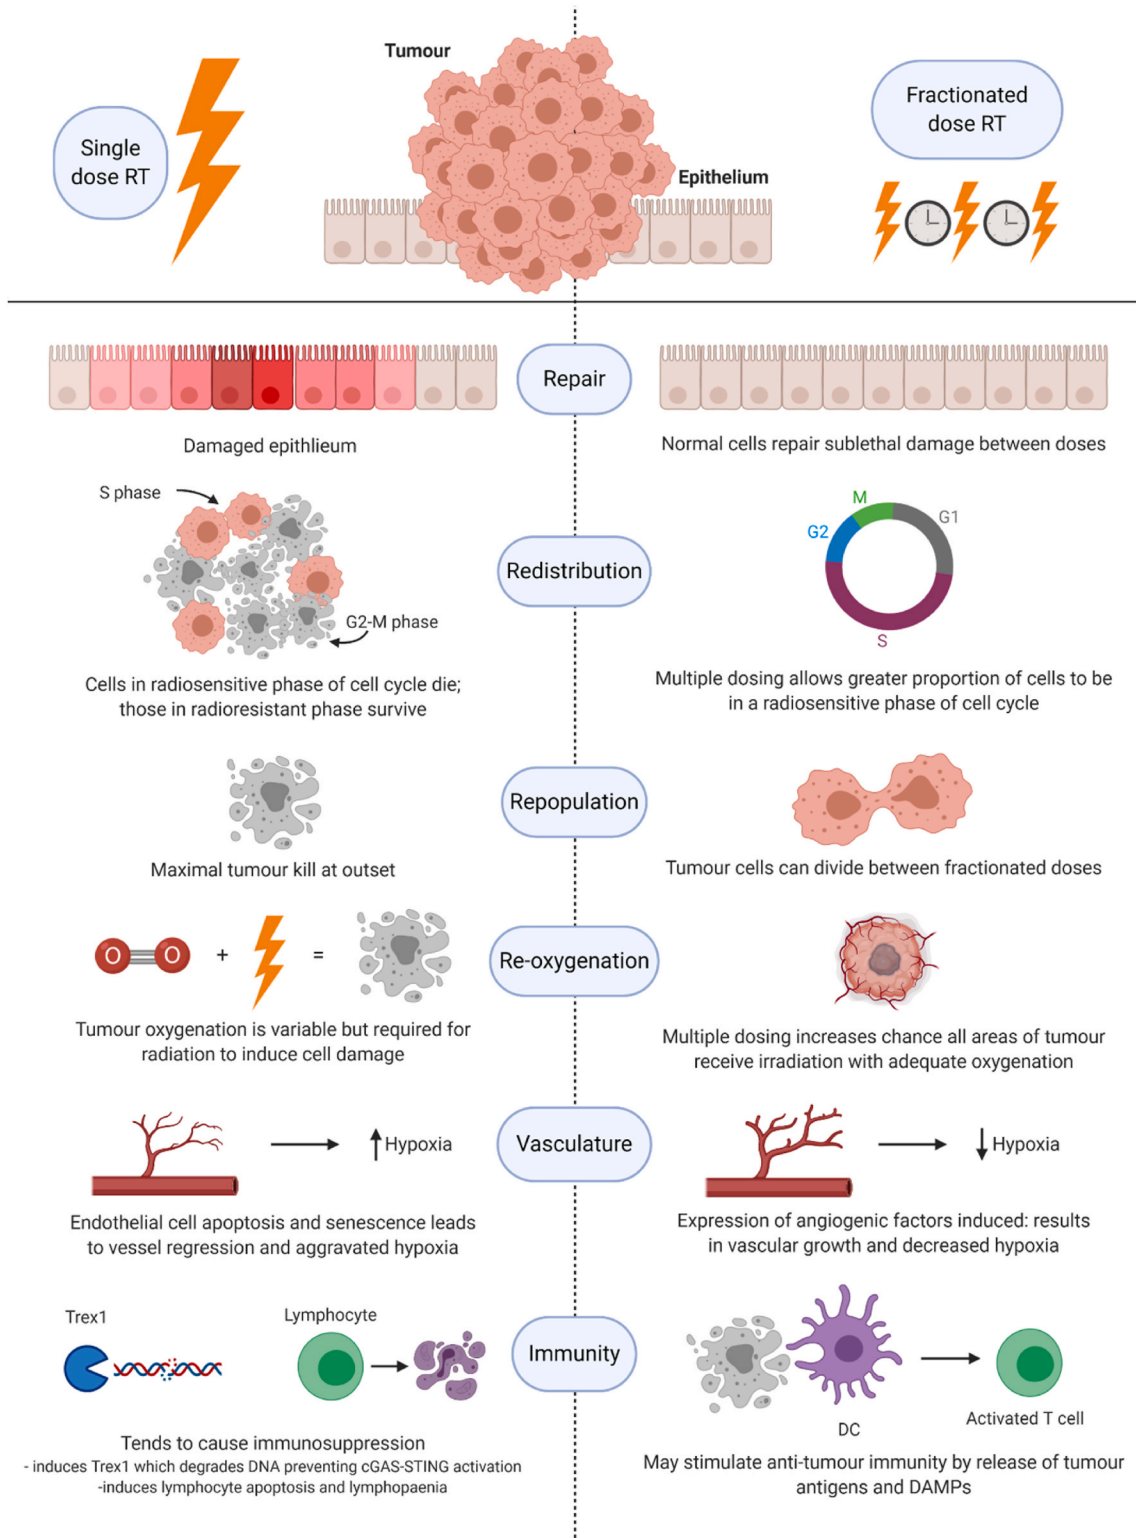 Tumour
Single
dose RT
Fractionated
dose RT
Epithelium
Repair
Damaged epithlieum
Normal cells repair sublethal damage between doses
S phase
G2-M phase
Redistribution
M
G2
G1
S
Cells in radiosensitive phase of cell cycle die;
those in radioresistant phase survive
Multiple dosing allows greater proportion of cells to be
in a radiosensitive phase of cell cycle
Repopulation
Maximal tumour kill at outset
Tumour cells can divide between fractionated doses
O
O
+
=
Re-oxygenation
Tumour oxygenation is variable but required for
radiation to induce cell damage
Multiple dosing increases chance all areas of tumour
receive irradiation with adequate oxygenation
Hypoxia
Vasculature
Hypoxia
Endothelial cell apoptosis and senescence leads
to vessel regression and aggravated hypoxia
Expression of angiogenic factors induced: results
in vascular growth and decreased hypoxia
Trex1
Lymphocyte
Immunity
DC
Activated T cell
Tends to cause immunosuppression
- induces Trex1 which degrades DNA preventing cGAS-STING activation
-induces lymphocyte apoptosis and lymphopaenia
May stimulate anti-tumour immunity by release of tumour
antigens and DAMPs